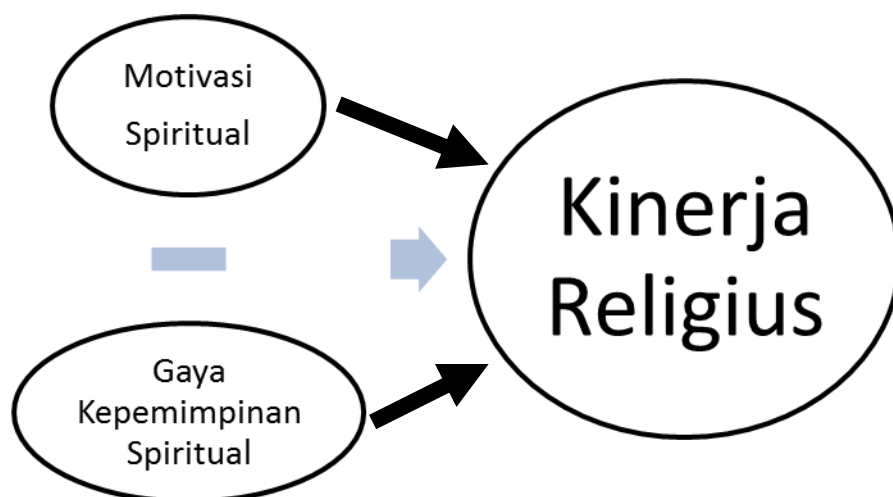 Motivasi
Spiritual
Kinerja
Religius
Gaya
Kepemimpinan
Spiritual